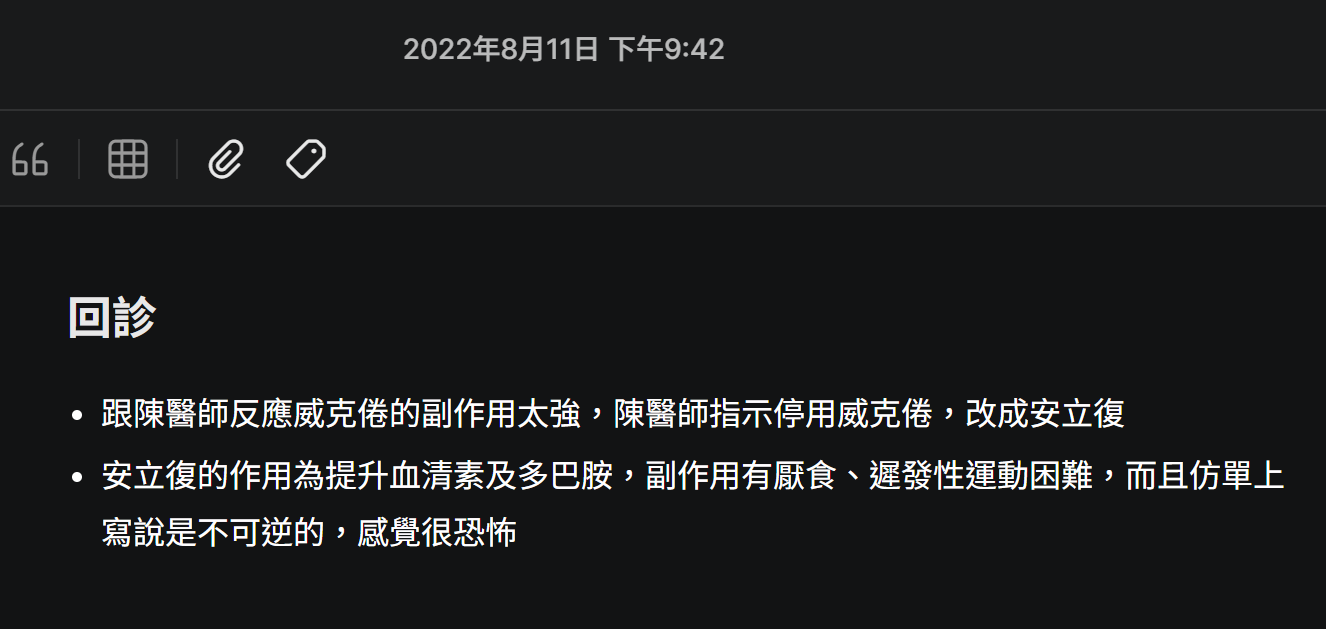 2022年8月11日 下午9:42
回診
• 跟陳醫師反應威克倦的副作用太強，陳醫師指示停用威克倦，改成安立復
• 安立復的作用為提升血清素及多巴胺，副作用有厭食、遲發性運動困難，而且仿單上
寫說是不可逆的，感覺很恐怖